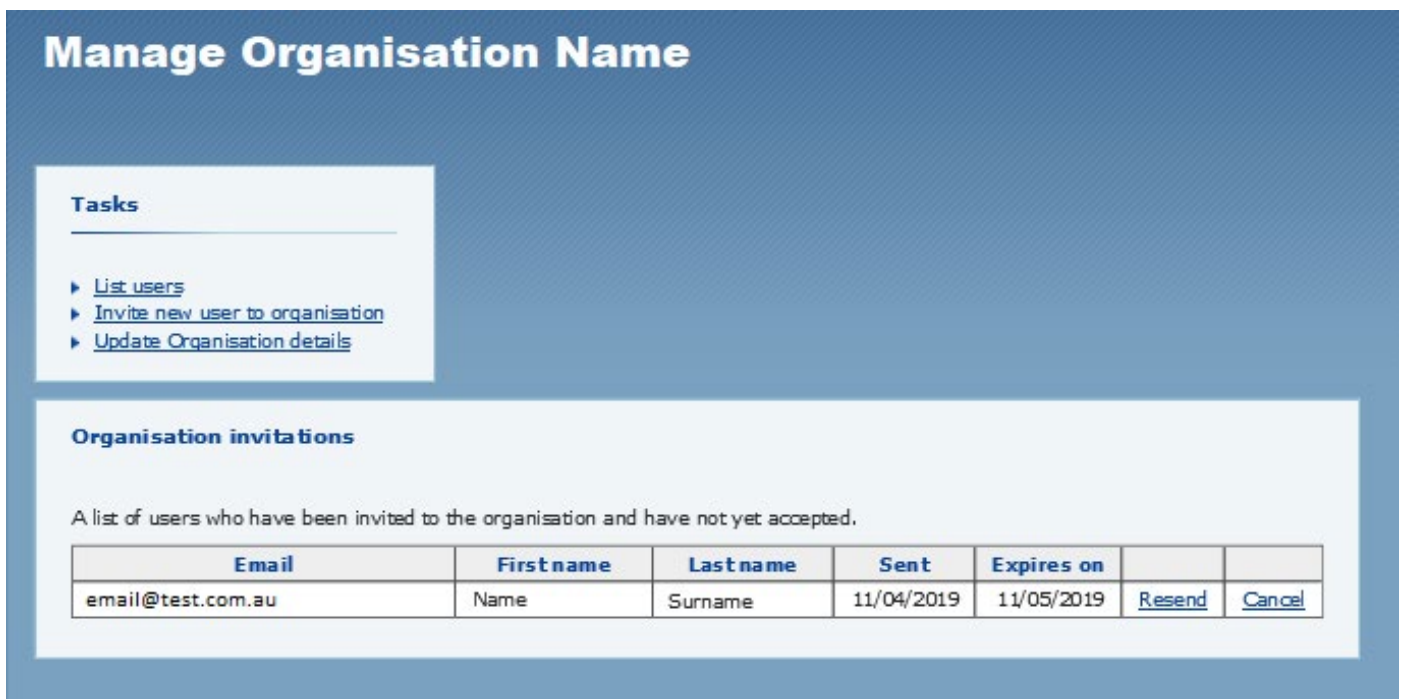 Manage Organisation Name
Tasks
List users
Invite new user to organisation
Update Organisation details
Organisation invitations
A list of users who have been invited to the organisation and have not yet accepted.
Email First name Last name Sent Expires on
email@test.com.au Name Surname 11/04/2019 11/05/2019 Resend Cancel